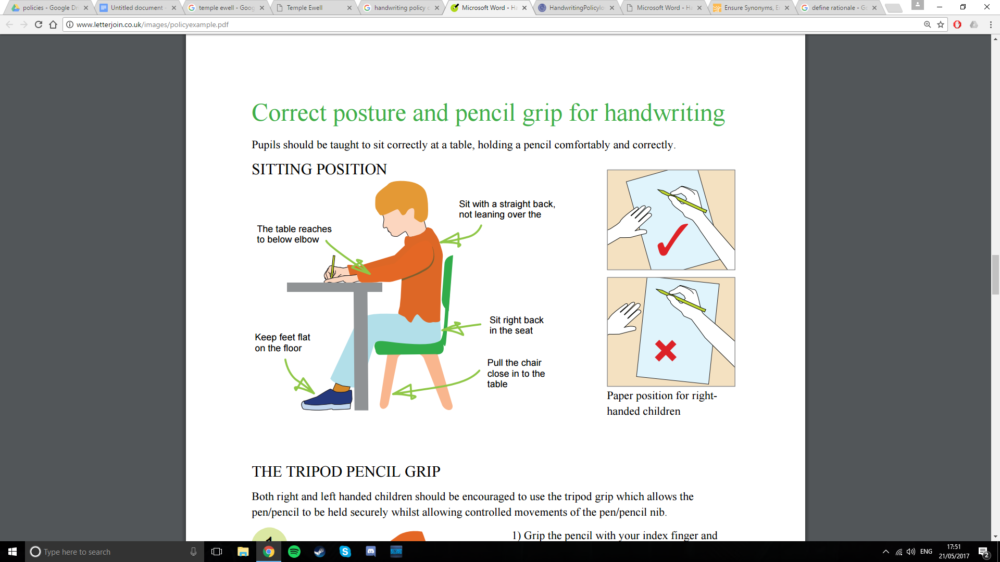 policies - Google Dr
Untitled document -
temple ewell - Goog
Temple Ewell
handwriting policy c
Microsoft Word - Ha
HandwritingPolicylo
Microsoft Word - Ha
Ensure Synonyms, E
define rationale - Go
www.letterjoin.co.uk/images/policyexample.pdf
Correct posture and pencil grip for handwriting
Pupils should be taught to sit correctly at a table, holding a pencil comfortably and correctly.
SITTING POSITION
Sit with a straight back,
not leaning over the
The table reaches
to below elbow
Sit right back
in the seat
Keep feet flat
on the floor
Pull the chair
close in to the
table
Paper position for right-
handed children
THE TRIPOD PENCIL GRIP
Both right and left handed children should be encouraged to use the tripod grip which allows the
pen/pencil to be held securely whilst allowing controlled movements of the pen/pencil nib.
1
1) Grip the pencil with your index finger and
Type here to search
ENG
17:51
21/05/2017
2